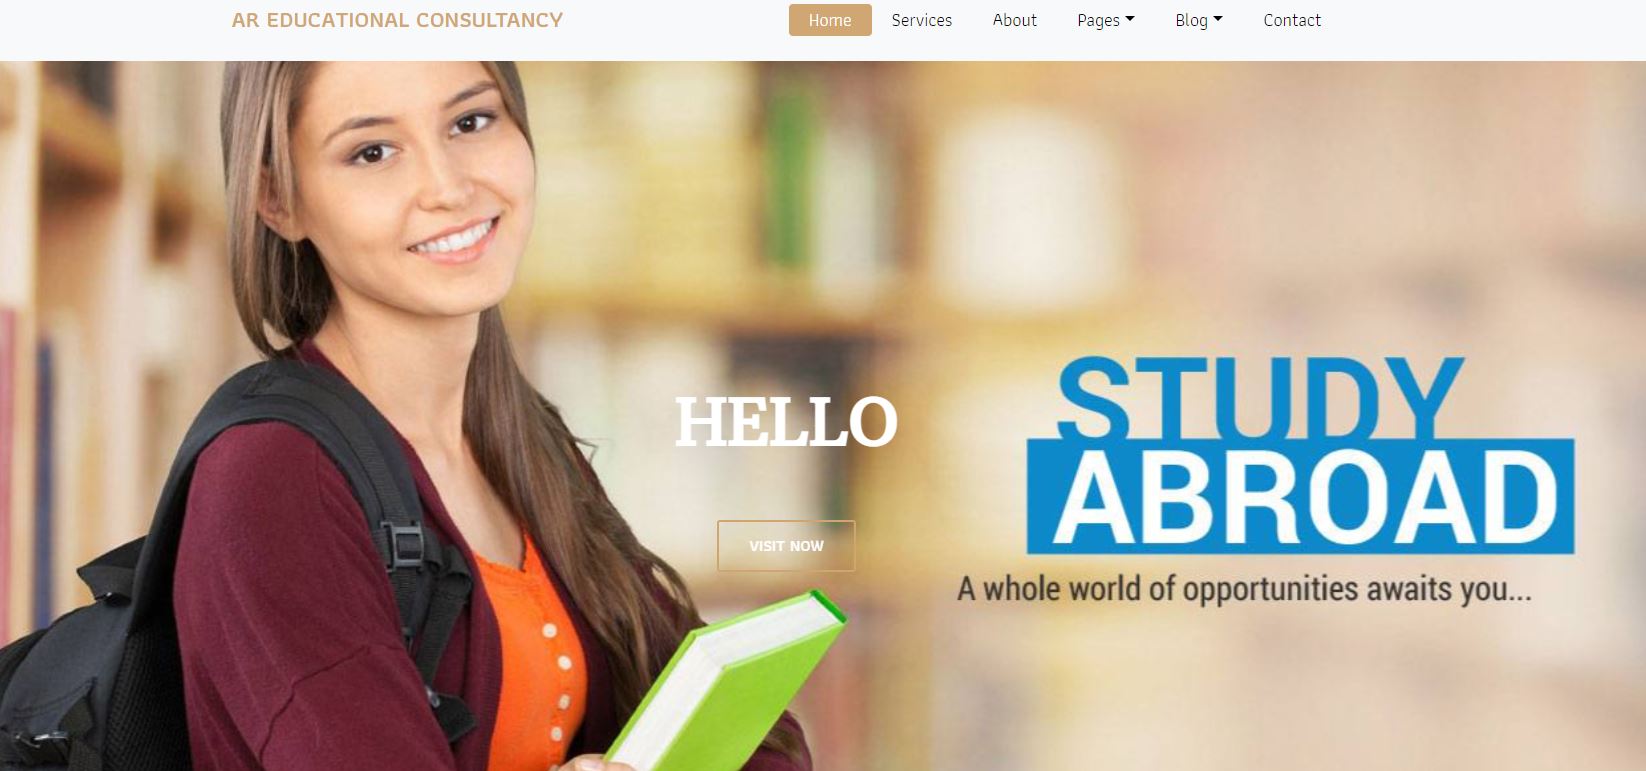 AR EDUCATIONAL CONSULTANCY
Home Services About Pages Blog Contact
HELLO
VISIT NOW
STUDY
ABROAD
A whole world of opportunities awaits you...